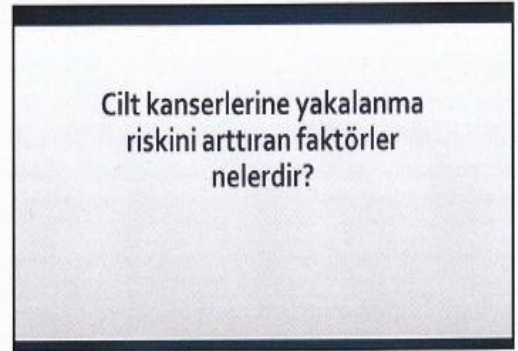 Cilt kanserlerine yakalanma
riskini arttıran faktörler
nelerdir?